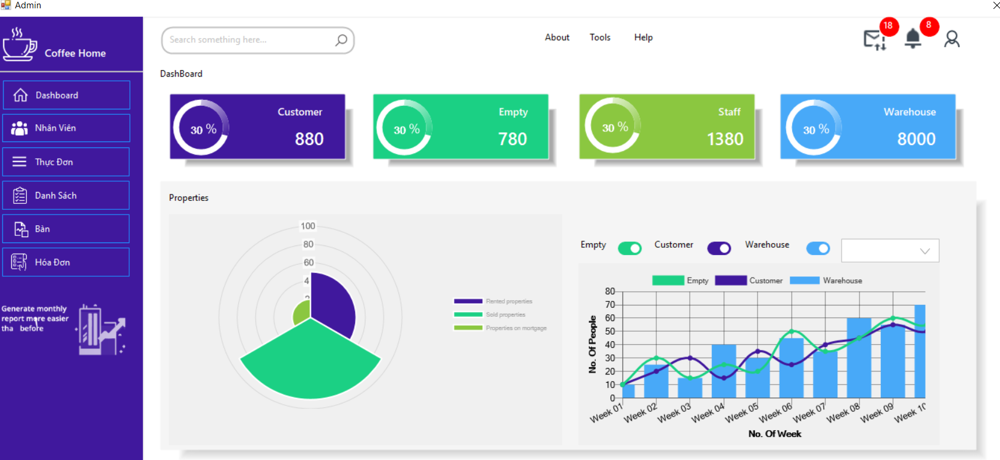 Admin
Coffee Home
Search something here...
About
Tools
Help
18
8
DashBoard
Dashboard
Nhân Viên
Thực Đơn
Danh Sách
Bàn
Hóa Đơn
Generate monthly
report more easier
tha before
30 %
Customer
880
30 %
Empty
780
30 %
Staff
1380
30 %
Warehouse
8000
Properties
100
80
60
4
Rented properties
Sold properties
Properties on mortgage
Empty
Customer
Warehouse
Empty
Customer
Warehouse
80
70
60
50
40
30
20
10
0
No. Of People
Week 01
Week 02
Week 03
Week 04
Week 05
Week 06
Week 07
Week 08
Week 09
Week 10
No. Of Week